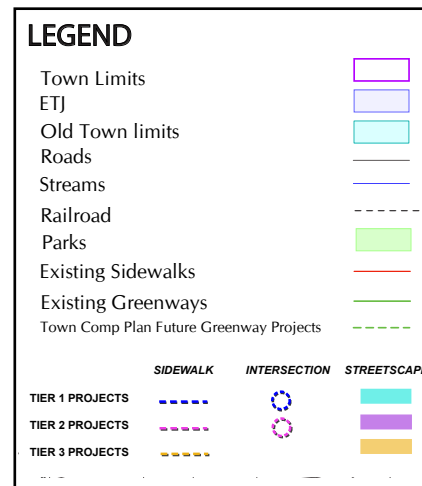 LEGEND
Town Limits
ETJ
Old Town limits
Roads
Streams
Railroad
Parks
Existing Sidewalks
Existing Greenways
Town Comp Plan Future Greenway Projects
SIDEWALK INTERSECTION STREETSCAP
TIER 1 PROJECTS
TIER 2 PROJECTS
TIER 3 PROJECTS